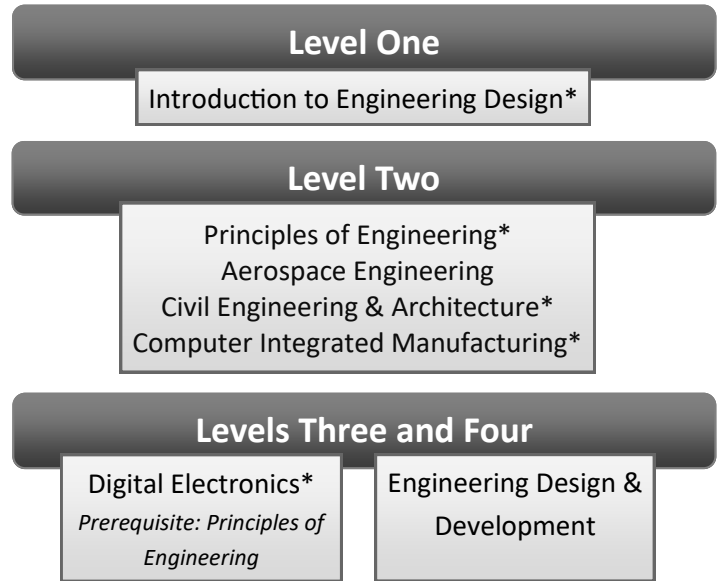 Level One
Introduction to Engineering Design*
Level Two
Principles of Engineering*
Aerospace Engineering
Civil Engineering & Architecture*
Computer Integrated Manufacturing*
Levels Three and Four
Digital Electronics*
Prerequisite: Principles of
Engineering
Engineering Design &
Development